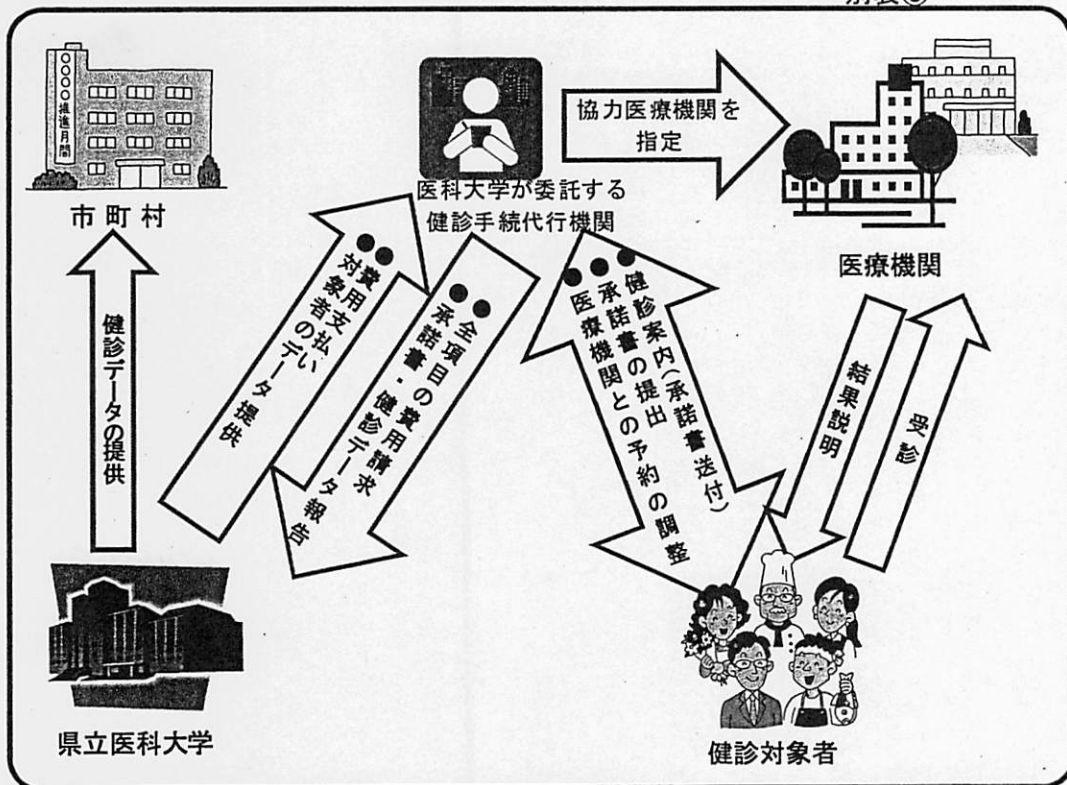 〇〇〇〇推進月間
市町村
医科大学が委託する
健診手続代行機関
協力医療機関を
指定
医療機関
健診データの提供
●費用支払い
●対象者のデータ提供
●全項目の費用請求
●承諾書・健診データ報告
●健診案内(承諾書送付)
●承諾書の提出
●医療機関との予約の調整
結果説明
受診
県立医科大学
健診対象者